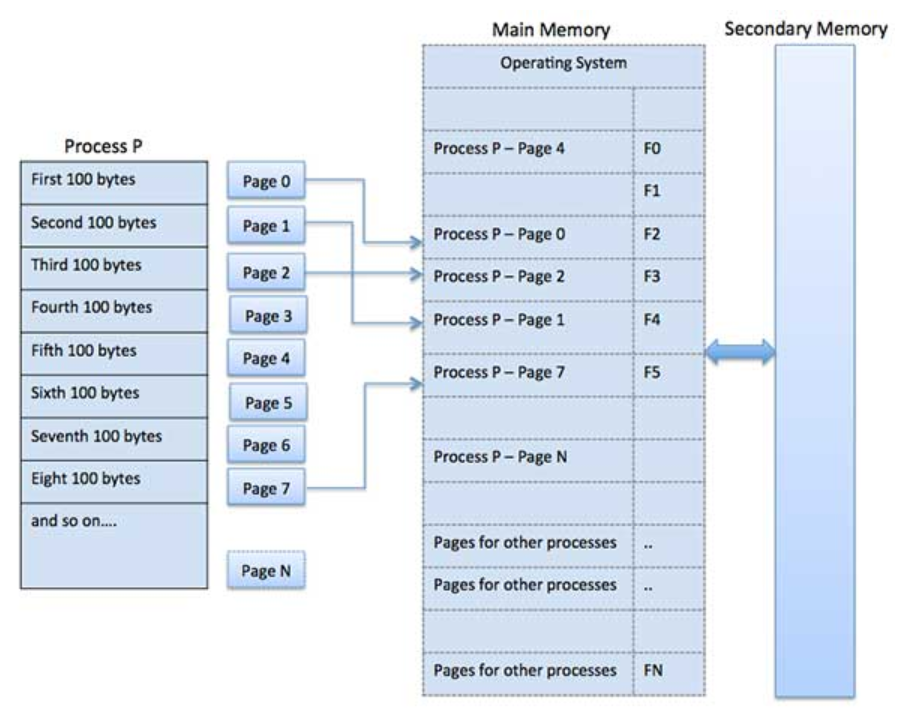 Main Memory
Secondary Memory
Operating System
Process P
First 100 bytes
Second 100 bytes
Third 100 bytes
Fourth 100 bytes
Fifth 100 bytes
Sixth 100 bytes
Seventh 100 bytes
Eight 100 bytes
and so on....
Page 0
Page 1
Page 2
Page 3
Page 4
Page 5
Page 6
Page 7
Page N
Process P – Page 4 F0
F1
Process P – Page 0 F2
Process P – Page 2 F3
Process P – Page 1 F4
Process P – Page 7 F5
Process P – Page N
Pages for other processes ..
Pages for other processes ..
Pages for other processes FN